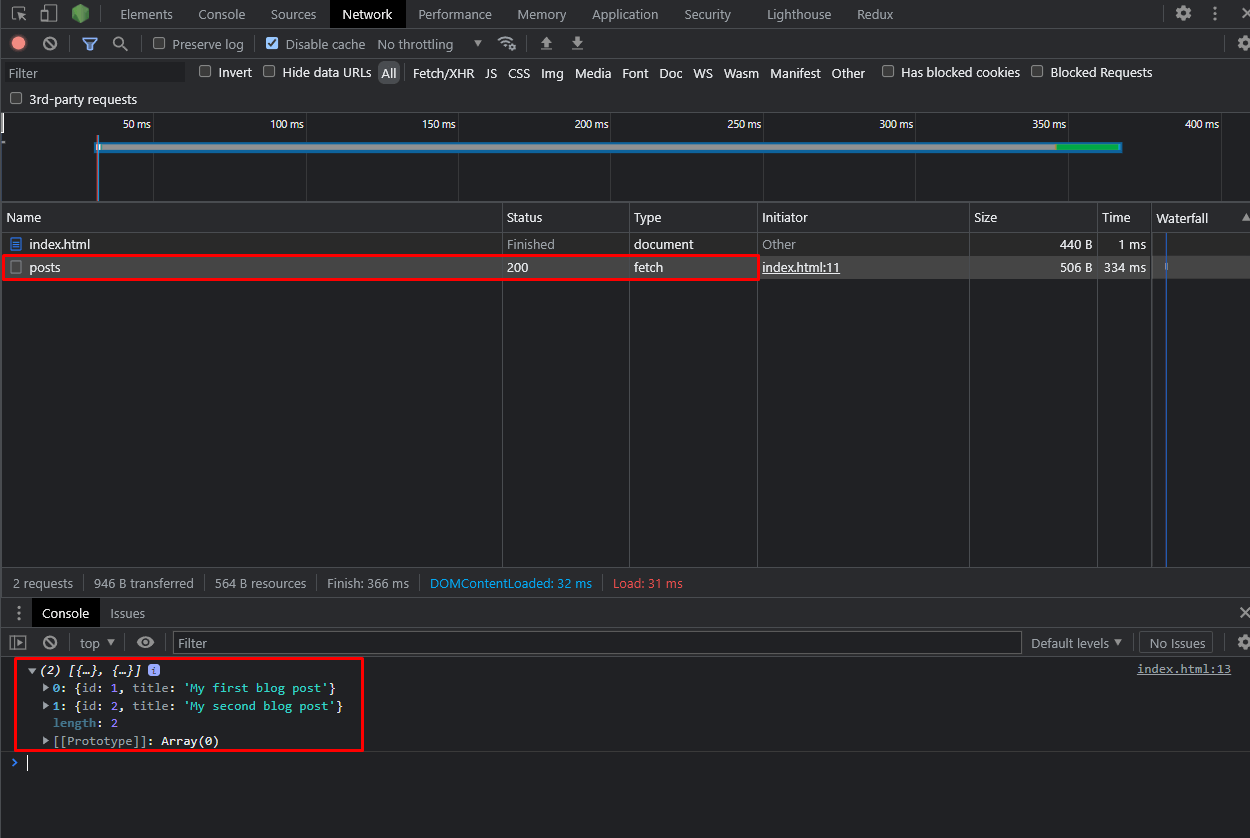 Elements Console Sources Network Performance Memory Application Security Lighthouse Redux
Preserve log Disable cache No throttling
Filter Invert Hide data URLs All Fetch/XHR JS CSS Img Media Font Doc WS Wasm Manifest Other Has blocked cookies Blocked Requests
3rd-party requests
50 ms 100 ms 150 ms 200 ms 250 ms 300 ms 350 ms 400 ms
Name Status Type Initiator Size Time Waterfall
index.html Finished document Other 440 B 1 ms
posts 200 fetch index.html:11 506 B 334 ms
2 requests 946 B transferred 564 B resources Finish: 366 ms DOMContentLoaded: 32 ms Load: 31 ms
Console Issues
top Filter Default levels No Issues
(2) [{…}, {…}] i index.html:13
0: {id: 1, title: 'My first blog post'}
1: {id: 2, title: 'My second blog post'}
length: 2
[[Prototype]]: Array(0)